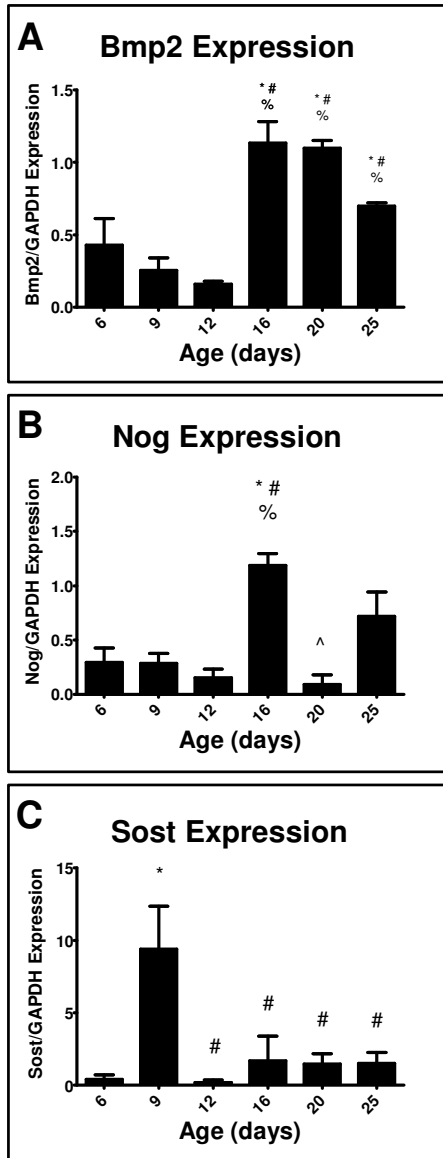 A
Bmp2 Expression
Bmp2/GAPDH Expression
1.5
1.0
0.5
0.0
* #
%
* #
%
* #
%
6 9 12 16 20 25
Age (days)
B
Nog Expression
Nog/GAPDH Expression
2.0
1.5
1.0
0.5
0.0
* #
%
^
6 9 12 16 20 25
Age (days)
C
Sost Expression
Sost/GAPDH Expression
15
10
5
0
*
# # # #
6 9 12 16 20 25
Age (days)